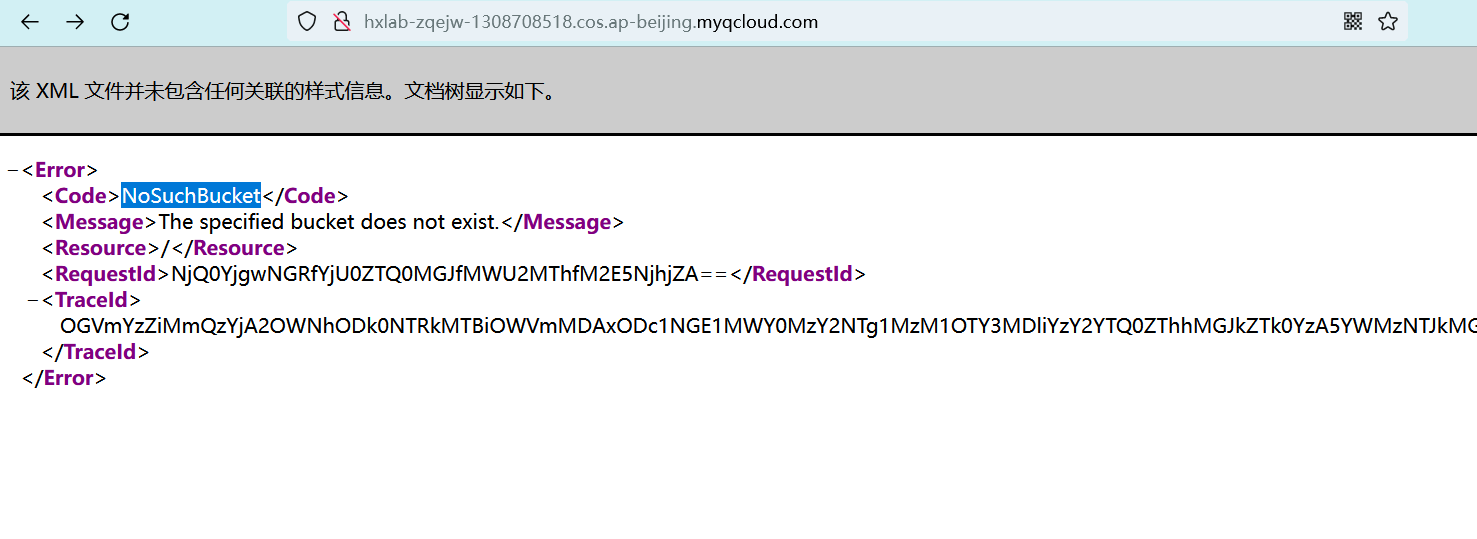 hxlab-zqejw-1308708518.cos.ap-beijing.myqcloud.com
该 XML 文件并未包含任何关联的样式信息。文档树显示如下。
−<Error>
<Code>NoSuchBucket</Code>
<Message>The specified bucket does not exist.</Message>
<Resource>/</Resource>
<RequestId>NjQ0YjgwNGRfYjU0ZTQ0MGJfMWU2MThfM2E5NjhjZA==</RequestId>
−<TraceId>
OGVmYzZiMmQzYjA2OWNhODk0NTRkMTBiOWVmMDAxODc1NGE1MWY0MzY2NTg1MzM1OTY3MDliYzY2YTQ0ZThhMGJkZTk0YzA5YWMzNTJkMG
</TraceId>
</Error>